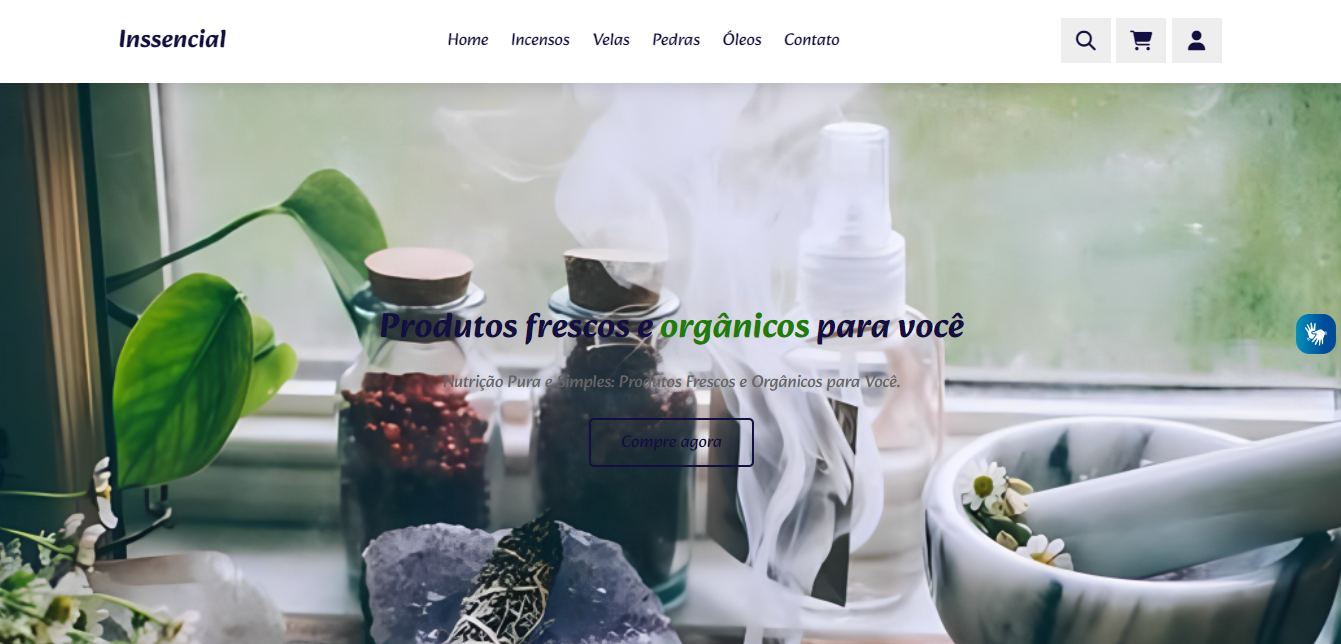 Inssencial
Home Incensos Velas Pedras Óleos Contato
Produtos frescos e orgânicos para você
Nutrição Pura e Simples: Produtos Frescos e Orgânicos para Você.
Compre agora